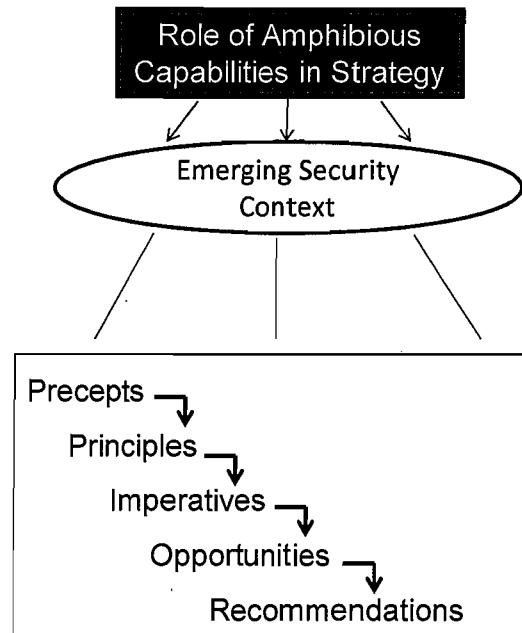 Role of Amphibious
Capabilities in Strategy
Emerging Security
Context
Precepts
Principles
Imperatives
Opportunities
Recommendations